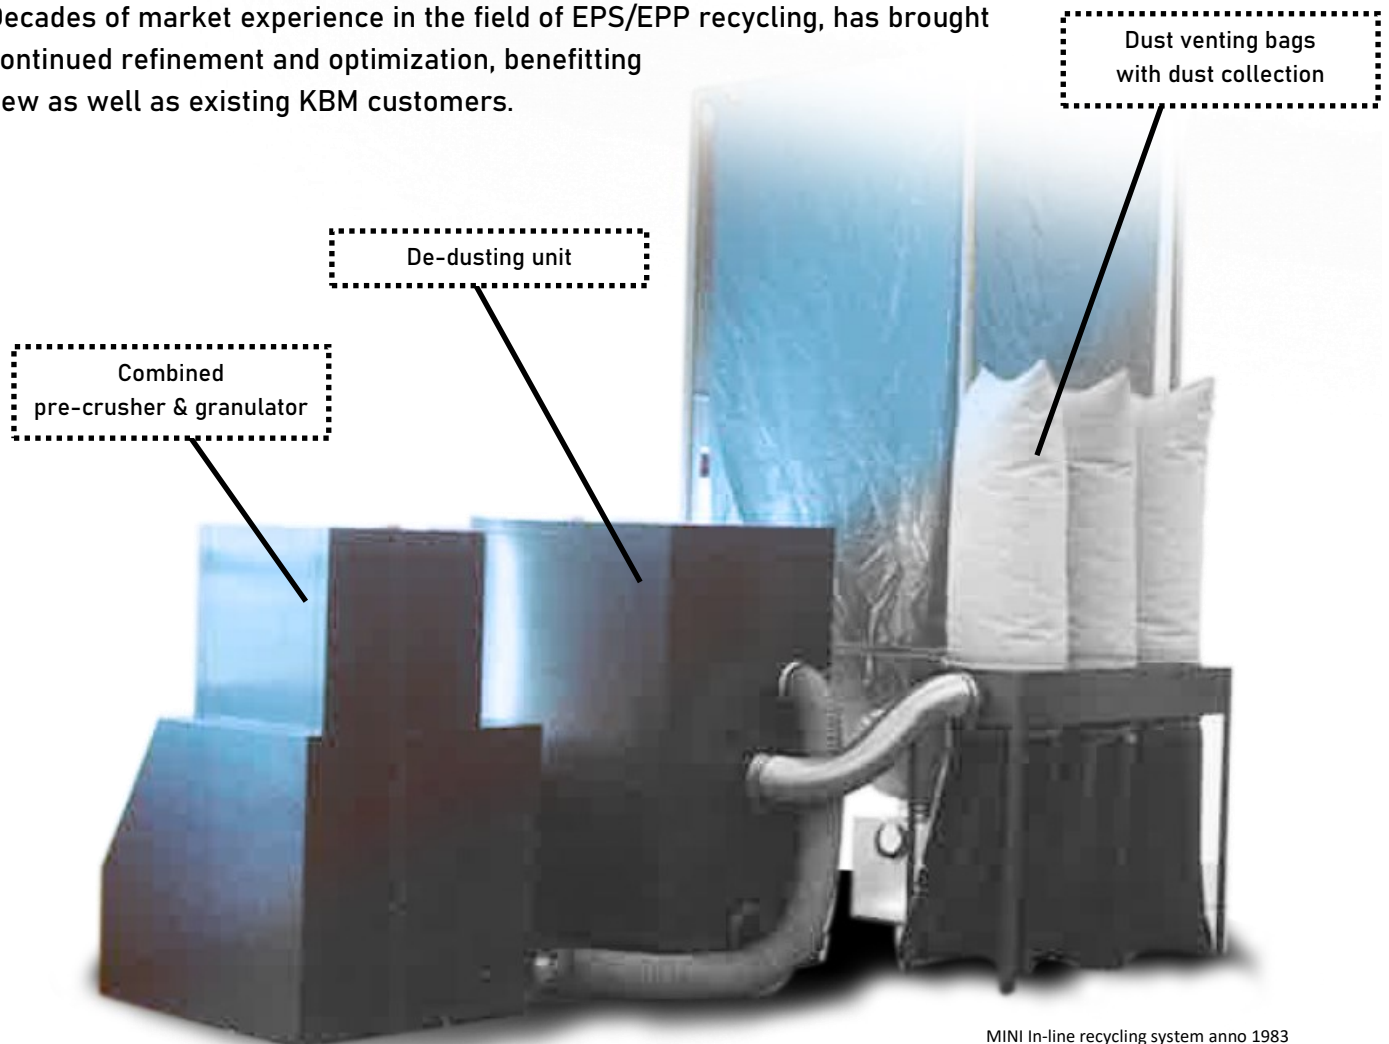 Decades of market experience in the field of EPS/EPP recycling, has brought
continued refinement and optimization, benefitting
new as well as existing KBM customers.
Dust venting bags
with dust collection
De-dusting unit
Combined
pre-crusher & granulator
MINI In-line recycling system anno 1983